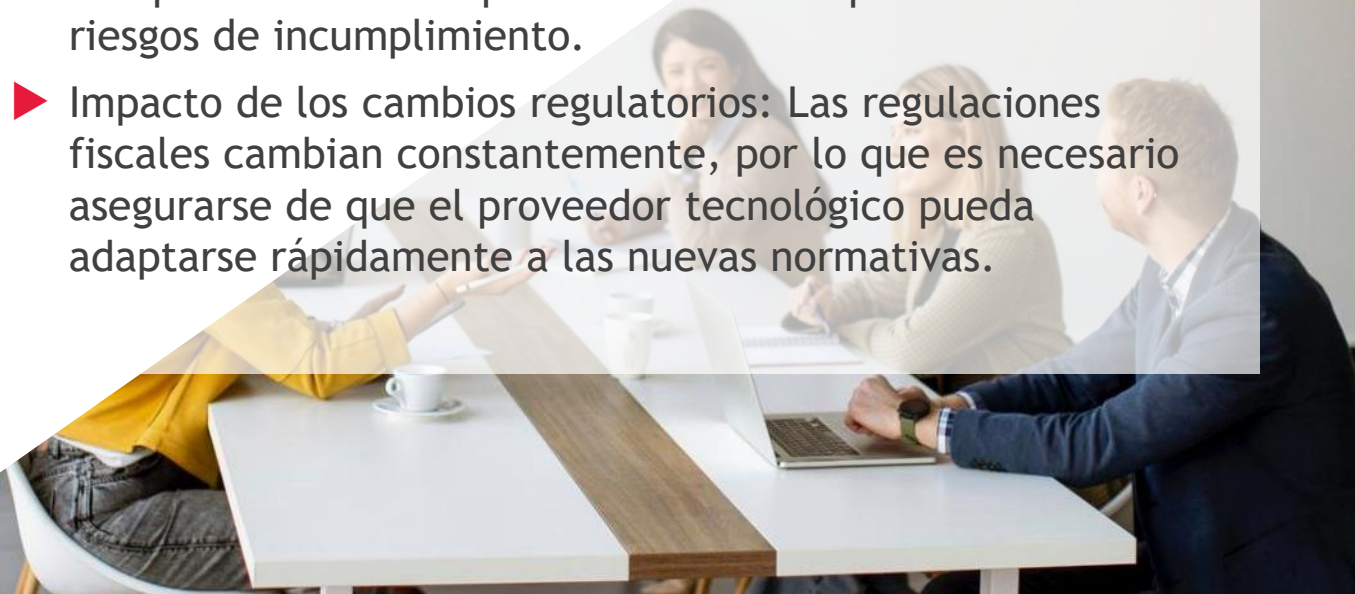 riesgos de incumplimiento.
Impacto de los cambios regulatorios: Las regulaciones
fiscales cambian constantemente, por lo que es necesario
asegurarse de que el proveedor tecnológico pueda
adaptarse rápidamente a las nuevas normativas.